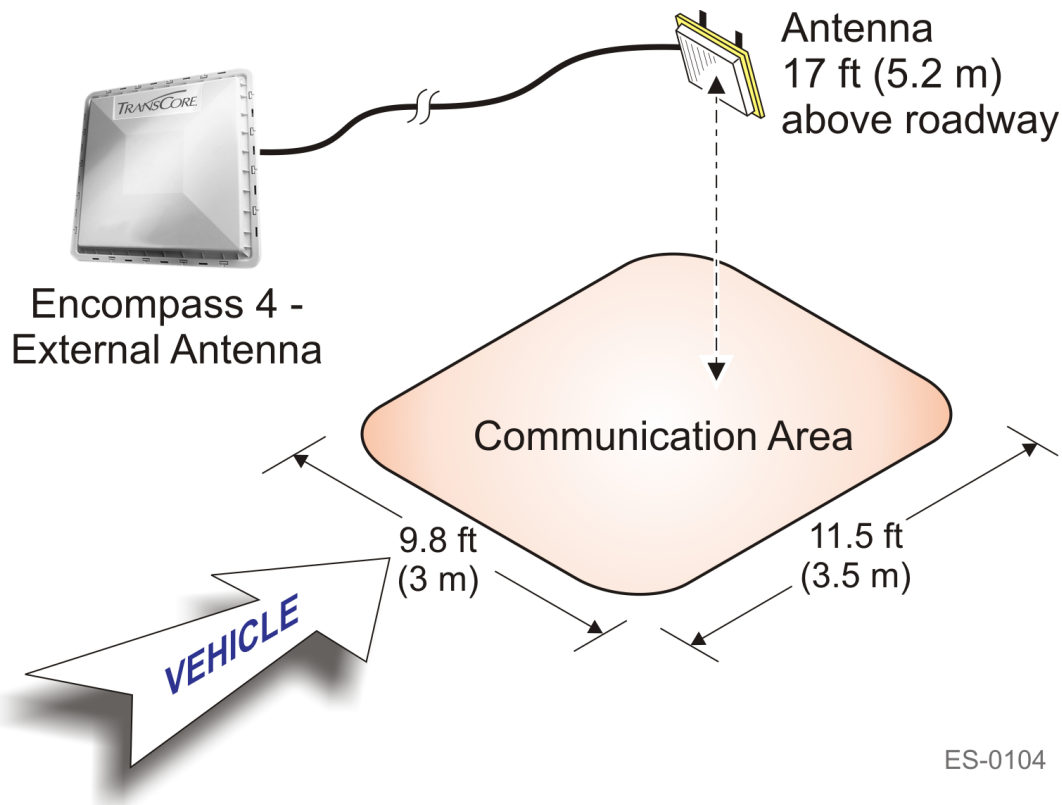 Antenna
17 ft (5.2 m)
above roadway
TRANSCORE
Encompass 4 -
External Antenna
Communication Area
9.8 ft
(3 m)
11.5 ft
(3.5 m)
VEHICLE
ES-0104